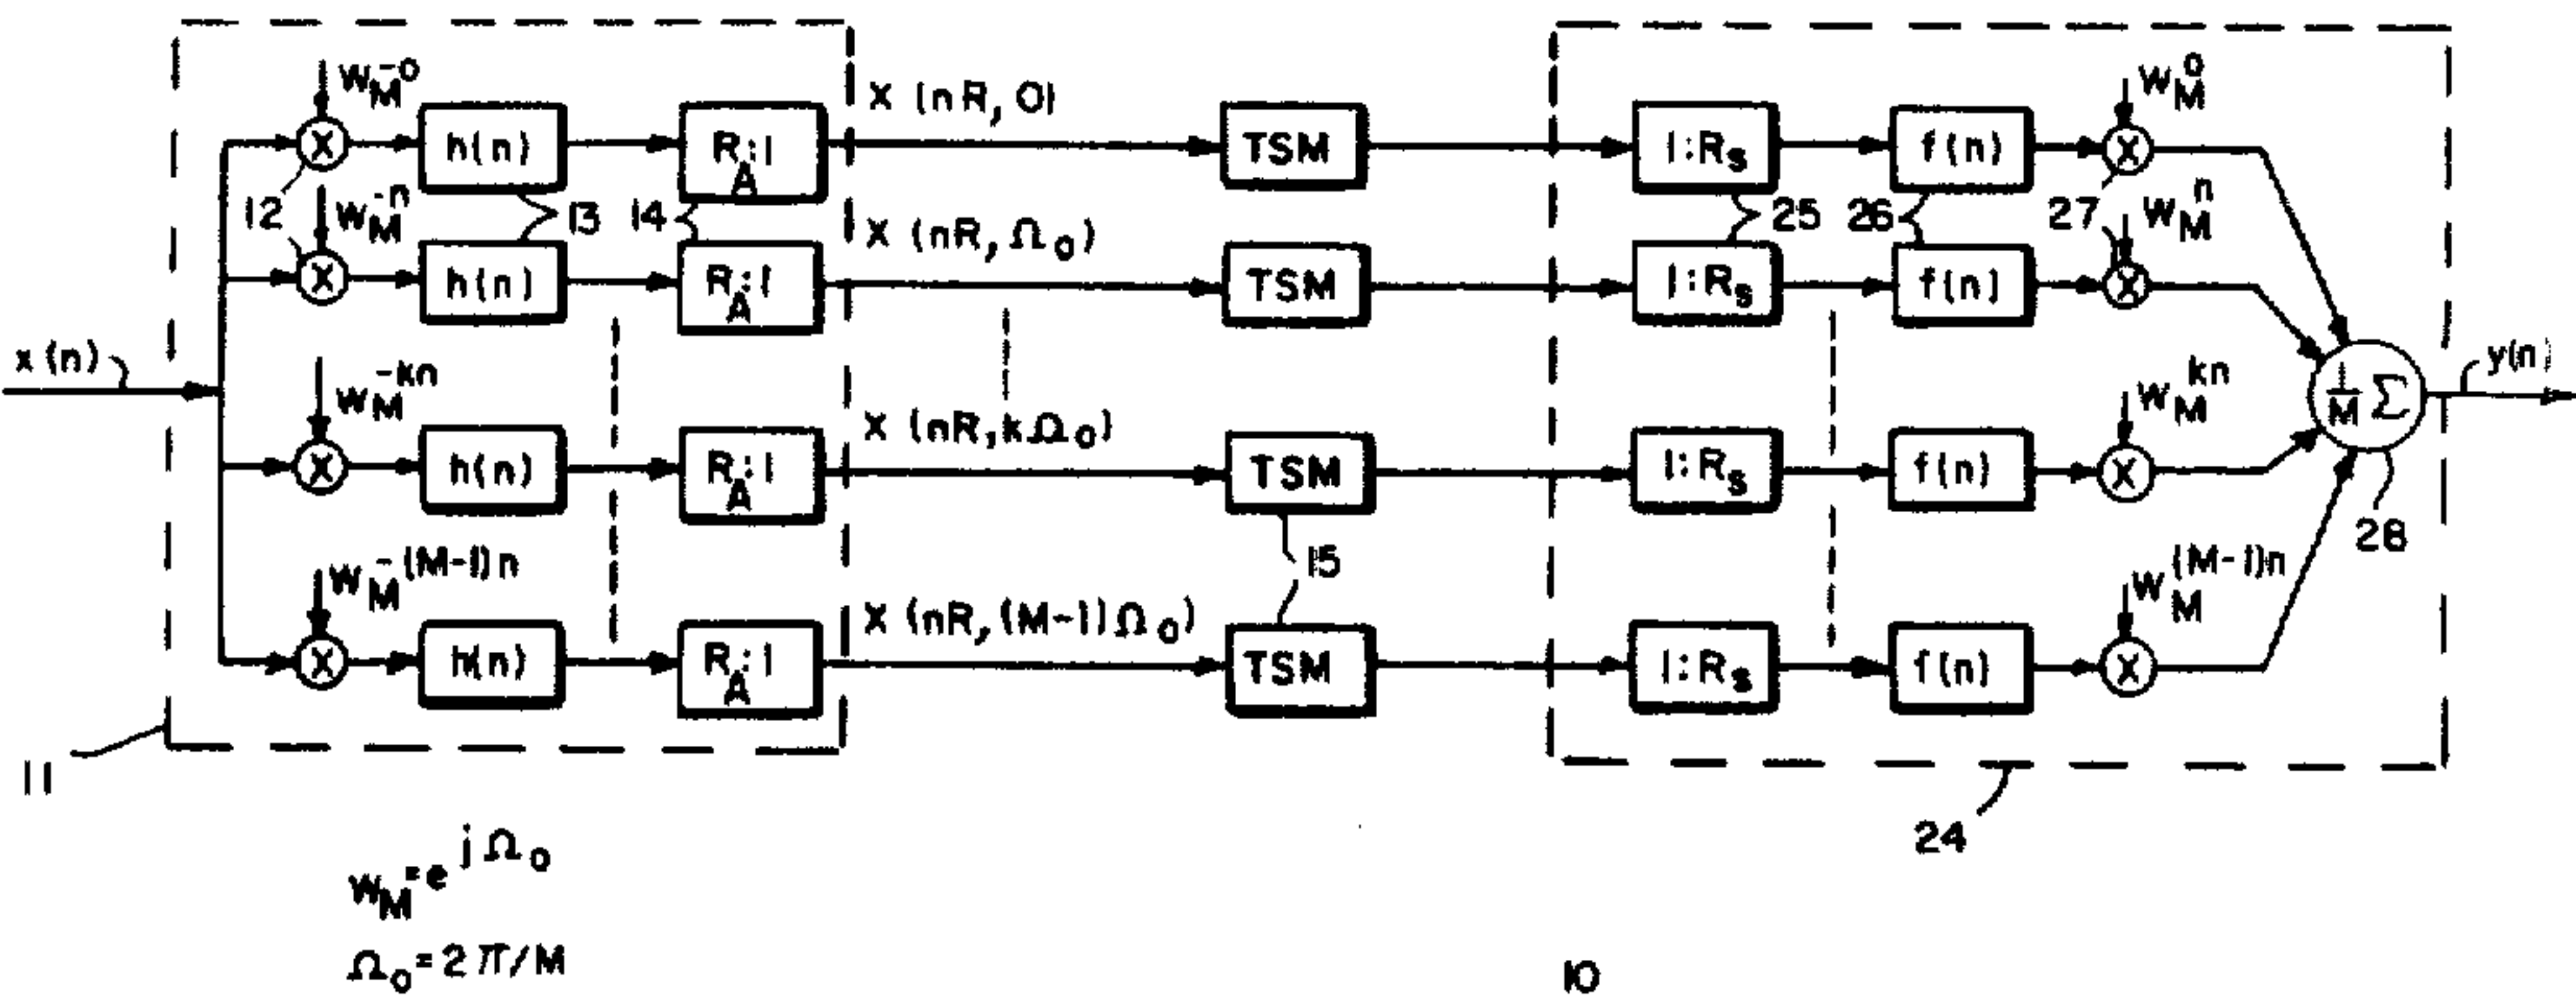 W_M^-0
X (nR, 0)
W_M^0
h(n)
R_A:1
TSM
1:R_s
f(n)
12
W_M^-n
13
14
25
26
27
W_M^n
X (nR, Ω_0)
h(n)
R_A:1
TSM
1:R_s
f(n)
x(n)
W_M^-kn
X (nR, kΩ_0)
W_M^kn
1/M Σ
y(n)
h(n)
R_A:1
TSM
1:R_s
f(n)
28
W_M^-(M-1)n
15
W_M^(M-1)n
X (nR, (M-1)Ω_0)
h(n)
R_A:1
TSM
1:R_s
f(n)
11
24
W_M = e^jΩ_0
Ω_0 = 2π/M
10